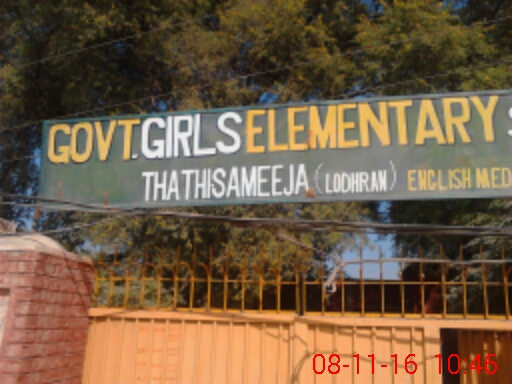 GOVT. GIRLS ELEMENTARY S
THATHISAMEEJA (LODHRAN) ENGLISH MED
08-11-16 10:46